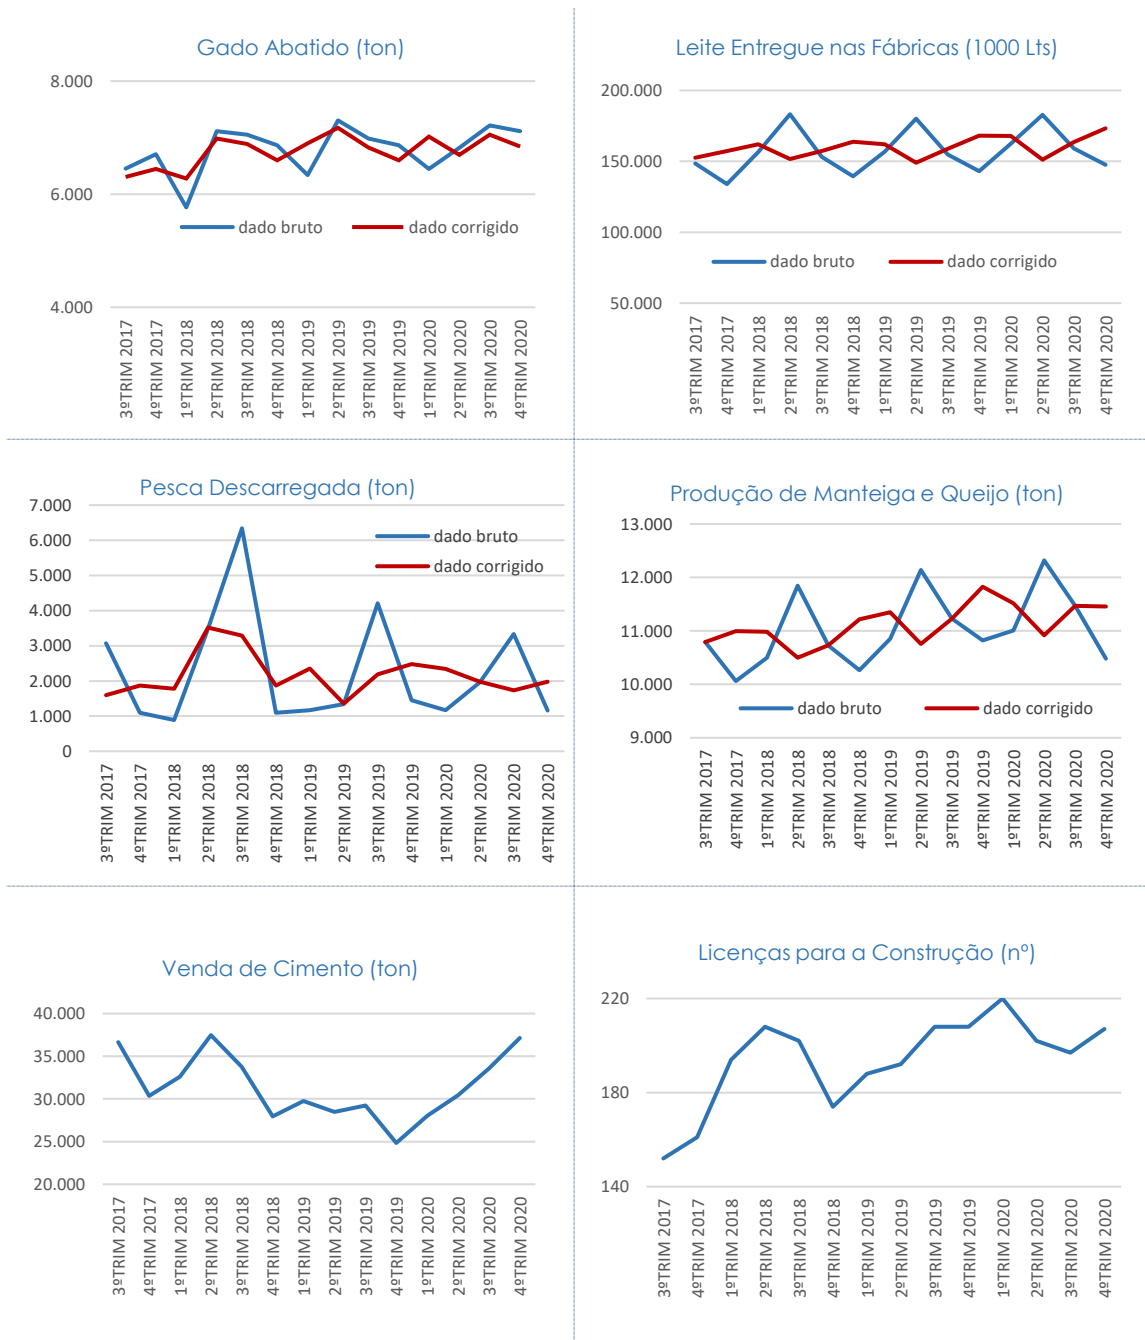 Gado Abatido (ton)
8.000
6.000
4.000
dado bruto
dado corrigido
3ºTRIM 2017
4ºTRIM 2017
1ºTRIM 2018
2ºTRIM 2018
3ºTRIM 2018
4ºTRIM 2018
1ºTRIM 2019
2ºTRIM 2019
3ºTRIM 2019
4ºTRIM 2019
1ºTRIM 2020
2ºTRIM 2020
3ºTRIM 2020
4ºTRIM 2020
Leite Entregue nas Fábricas (1000 Lts)
200.000
150.000
100.000
50.000
dado bruto
dado corrigido
3ºTRIM 2017
4ºTRIM 2017
1ºTRIM 2018
2ºTRIM 2018
3ºTRIM 2018
4ºTRIM 2018
1ºTRIM 2019
2ºTRIM 2019
3ºTRIM 2019
4ºTRIM 2019
1ºTRIM 2020
2ºTRIM 2020
3ºTRIM 2020
4ºTRIM 2020
Pesca Descarregada (ton)
7.000
6.000
5.000
4.000
3.000
2.000
1.000
0
dado bruto
dado corrigido
3ºTRIM 2017
4ºTRIM 2017
1ºTRIM 2018
2ºTRIM 2018
3ºTRIM 2018
4ºTRIM 2018
1ºTRIM 2019
2ºTRIM 2019
3ºTRIM 2019
4ºTRIM 2019
1ºTRIM 2020
2ºTRIM 2020
3ºTRIM 2020
4ºTRIM 2020
Produção de Manteiga e Queijo (ton)
13.000
12.000
11.000
10.000
9.000
dado bruto
dado corrigido
3ºTRIM 2017
4ºTRIM 2017
1ºTRIM 2018
2ºTRIM 2018
3ºTRIM 2018
4ºTRIM 2018
1ºTRIM 2019
2ºTRIM 2019
3ºTRIM 2019
4ºTRIM 2019
1ºTRIM 2020
2ºTRIM 2020
3ºTRIM 2020
4ºTRIM 2020
Venda de Cimento (ton)
40.000
35.000
30.000
25.000
20.000
3ºTRIM 2017
4ºTRIM 2017
1ºTRIM 2018
2ºTRIM 2018
3ºTRIM 2018
4ºTRIM 2018
1ºTRIM 2019
2ºTRIM 2019
3ºTRIM 2019
4ºTRIM 2019
1ºTRIM 2020
2ºTRIM 2020
3ºTRIM 2020
4ºTRIM 2020
Licenças para a Construção (nº)
220
180
140
3ºTRIM 2017
4ºTRIM 2017
1ºTRIM 2018
2ºTRIM 2018
3ºTRIM 2018
4ºTRIM 2018
1ºTRIM 2019
2ºTRIM 2019
3ºTRIM 2019
4ºTRIM 2019
1ºTRIM 2020
2ºTRIM 2020
3ºTRIM 2020
4ºTRIM 2020